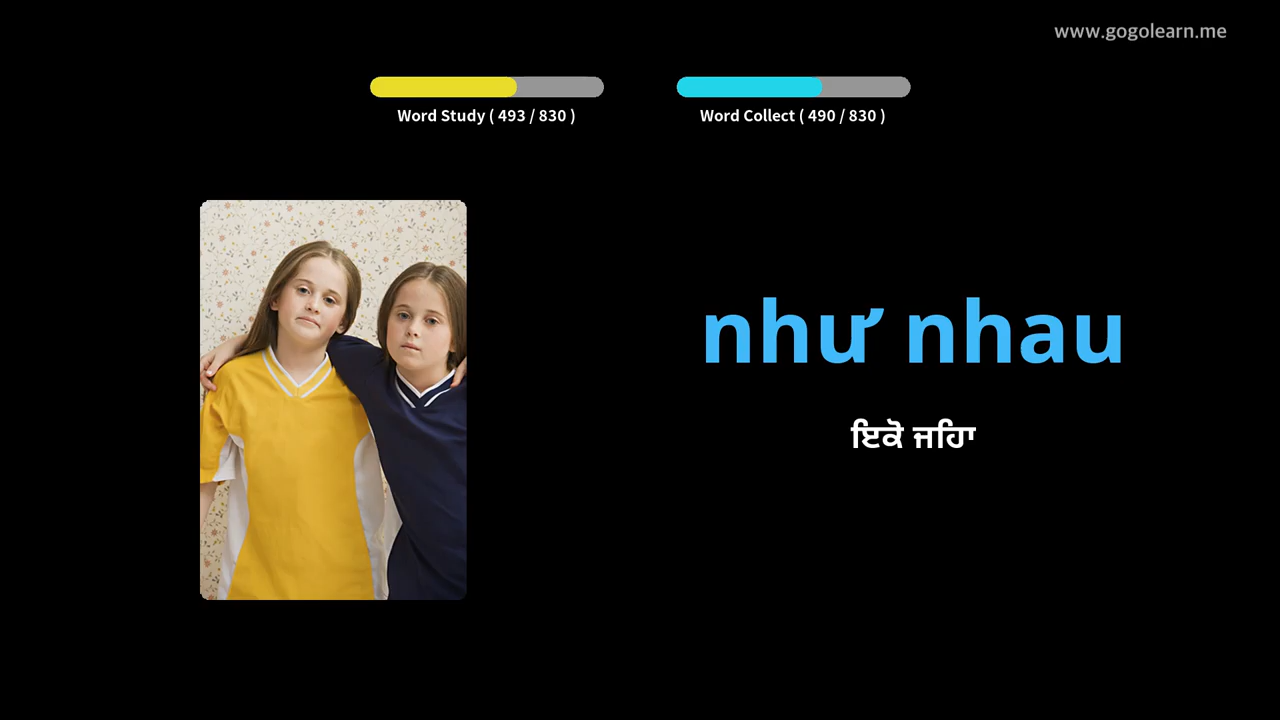 www.gogolearn.me
Word Study ( 493 / 830 )
Word Collect ( 490 / 830 )
như nhau
ਇਕੋ ਜਹਿਾ